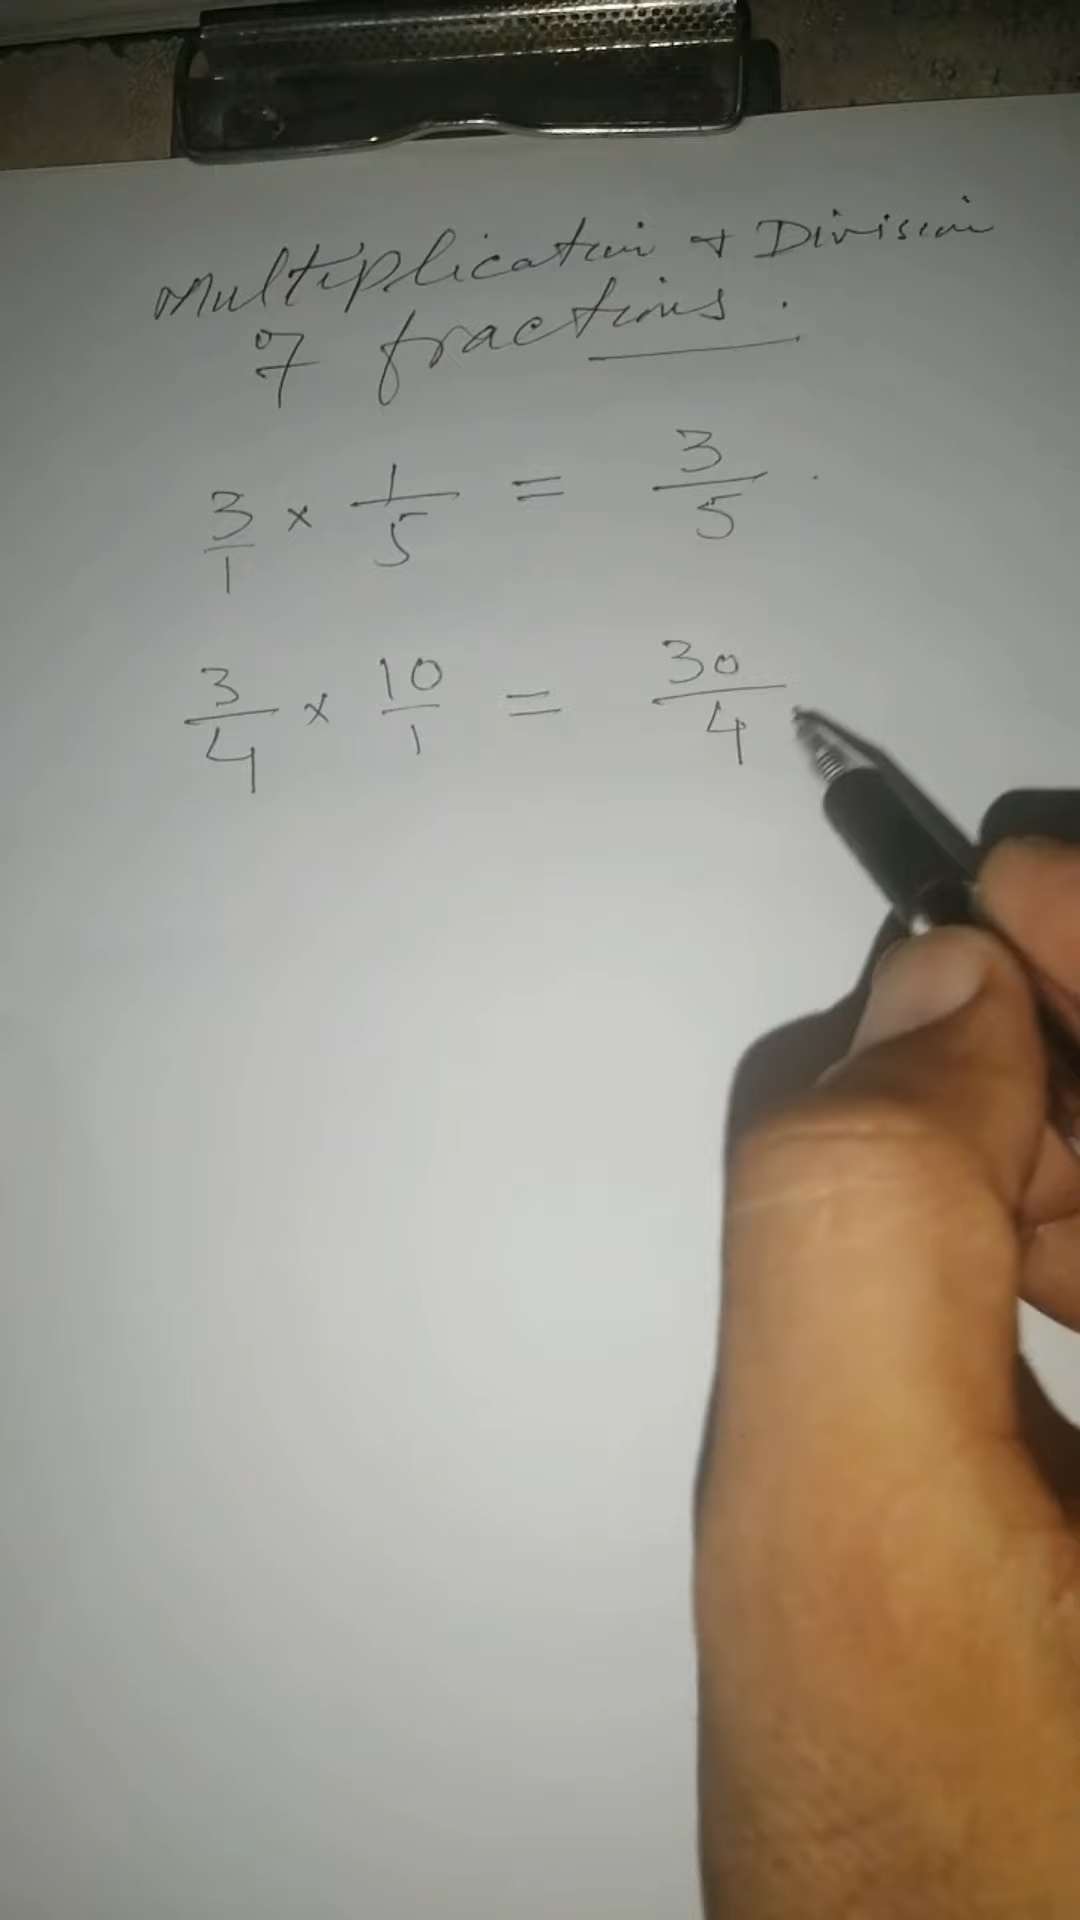 Multiplication & Division
of fractions.
3/1 × 1/5 = 3/5.
3/4 × 10/1 = 30/4